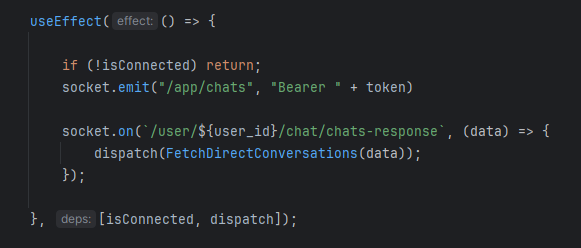 useEffect( effect: () => {
if (!isConnected) return;
socket.emit("/app/chats", "Bearer " + token)
socket.on(`/user/${user_id}/chat/chats-response`, (data) => {
dispatch(FetchDirectConversations(data));
});
}, deps: [isConnected, dispatch]);